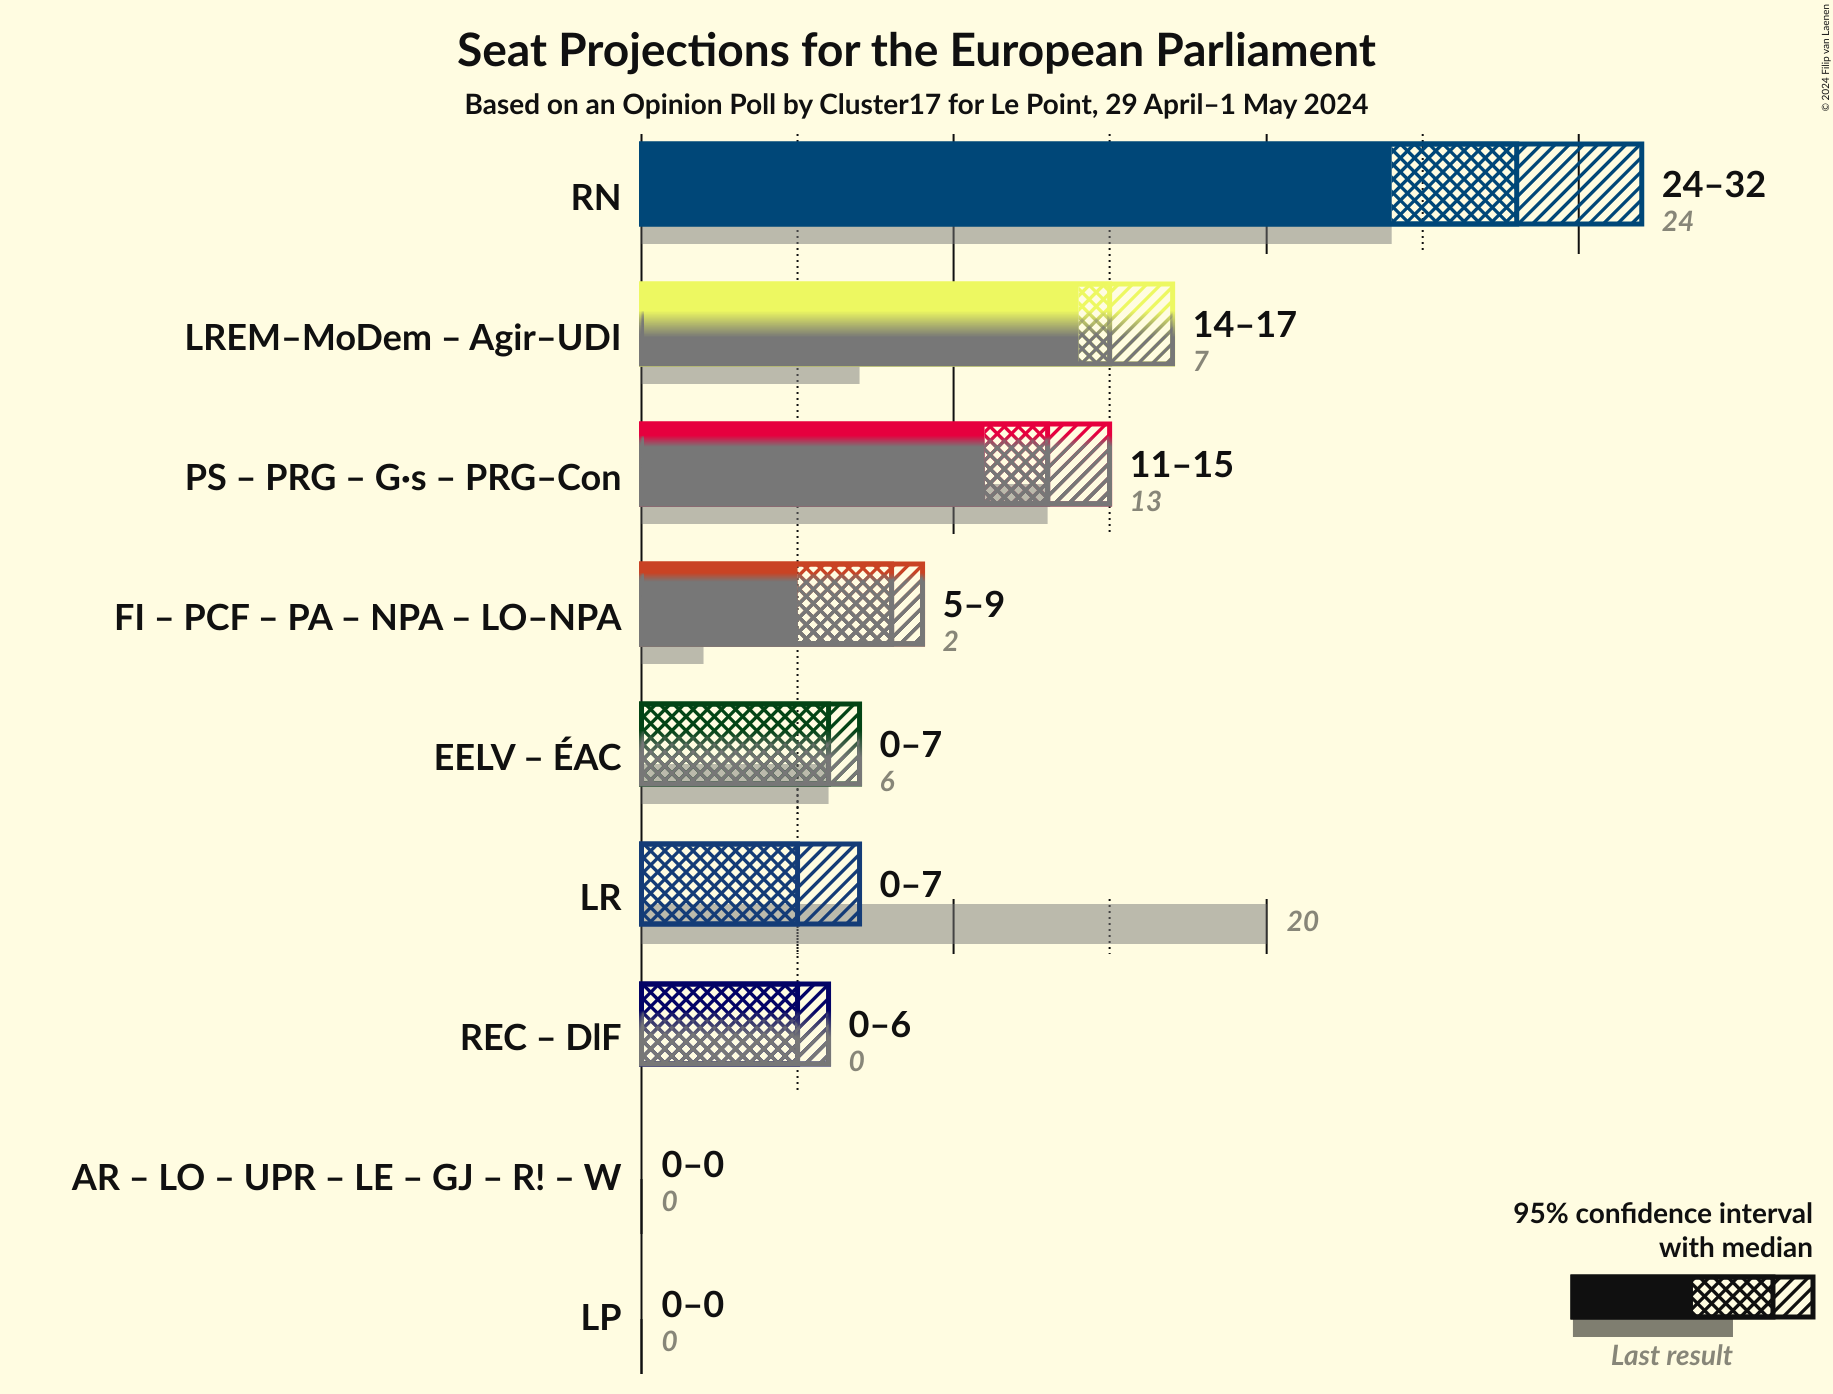 Seat Projections for the European Parliament
Based on an Opinion Poll by Cluster17 for Le Point, 29 April–1 May 2024
© 2024 Filip van Laenen
RN
24–32
24
LREM–MoDem – Agir–UDI
14–17
7
PS – PRG – G·s – PRG–Con
11–15
13
FI – PCF – PA – NPA – LO–NPA
5–9
2
EELV – ÉAC
0–7
6
LR
0–7
20
REC – DlF
0–6
0
AR – LO – UPR – LE – GJ – R! – W
0–0
0
LP
0–0
0
95% confidence interval
with median
Last result